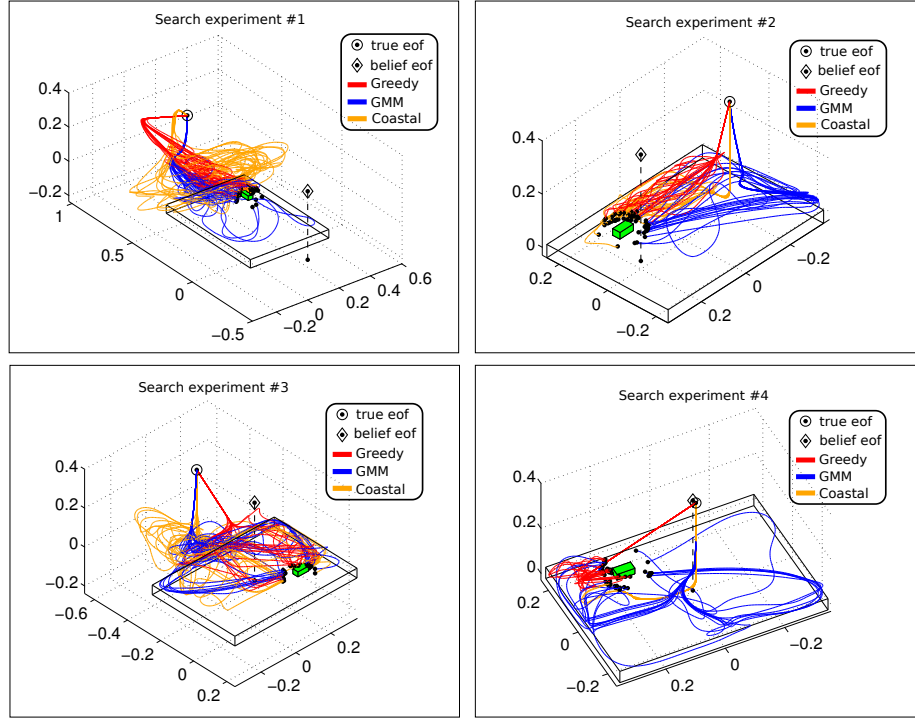 Search experiment #1
true eof
belief eof
Greedy
GMM
Coastal
0.4
0.2
0
−0.2
1
0.5
0
−0.5
−0.2
0
0.2
0.4
0.6
Search experiment #2
true eof
belief eof
Greedy
GMM
Coastal
0.4
0.2
0
0.2
0
−0.2
0.2
0
−0.2
Search experiment #3
true eof
belief eof
Greedy
GMM
Coastal
0.4
0.2
0
−0.2
−0.6
−0.4
−0.2
0
0.2
−0.2
0
0.2
Search experiment #4
true eof
belief eof
Greedy
GMM
Coastal
0.4
0.2
0
0.2
0
−0.2
0.2
0
−0.2